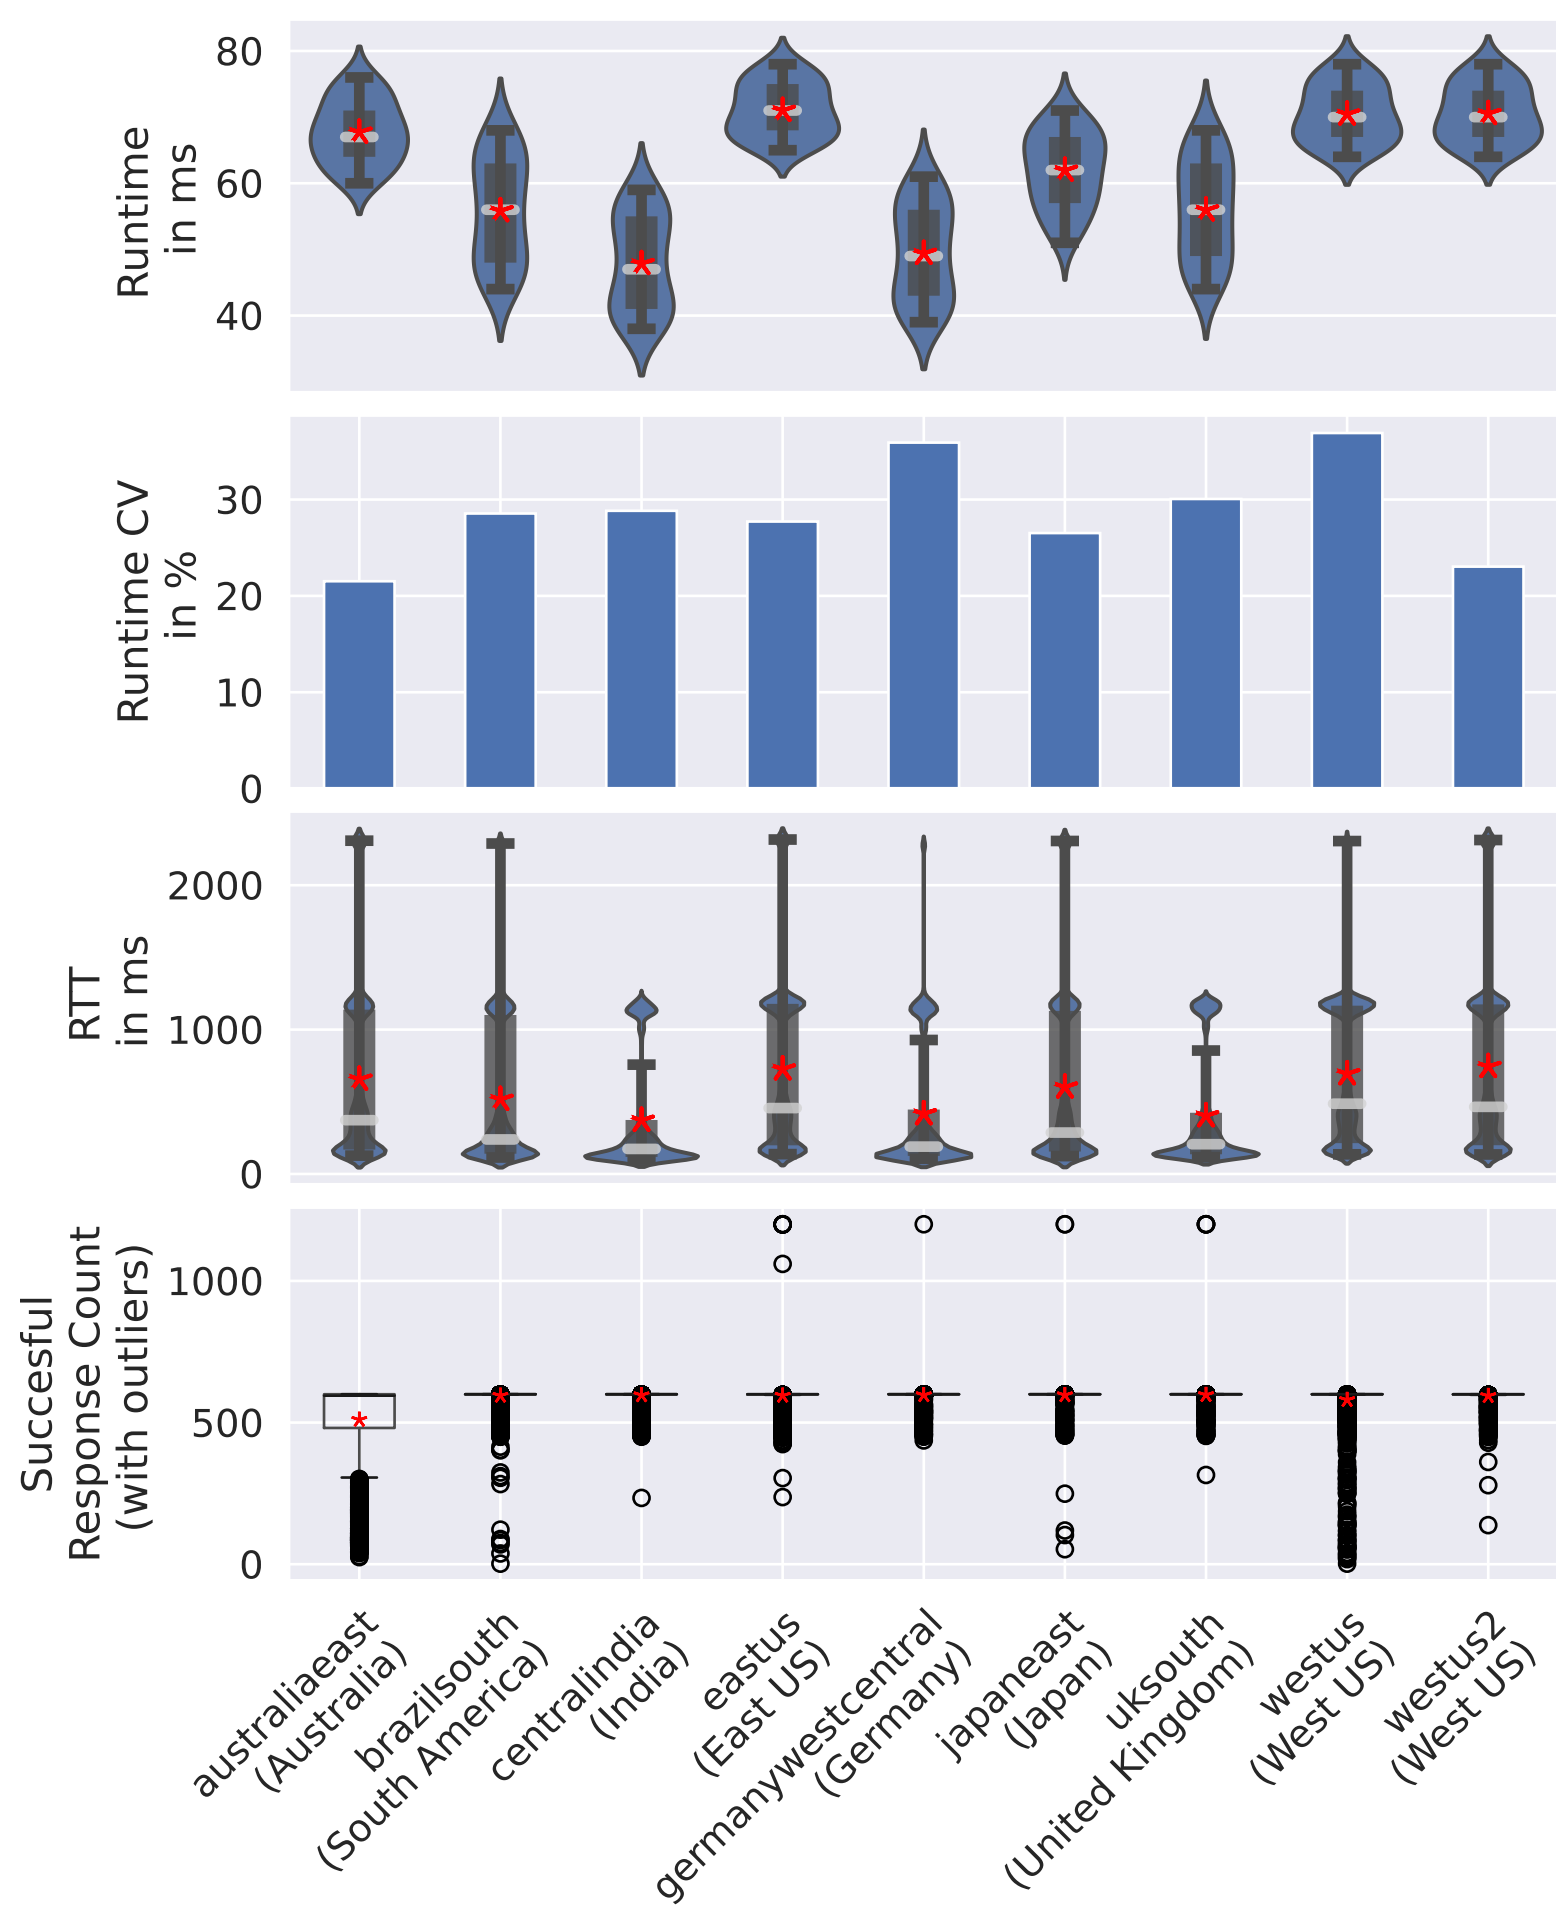 Runtime
in ms
80
60
40
Runtime CV
in %
30
20
10
0
RTT
in ms
2000
1000
0
Succesful
Response Count
(with outliers)
1000
500
0
australiaeast
(Australia)
brazilsouth
(South America)
centralindia
(India)
eastus
(East US)
germanywestcentral
(Germany)
japaneast
(Japan)
uksouth
(United Kingdom)
westus
(West US)
westus2
(West US)